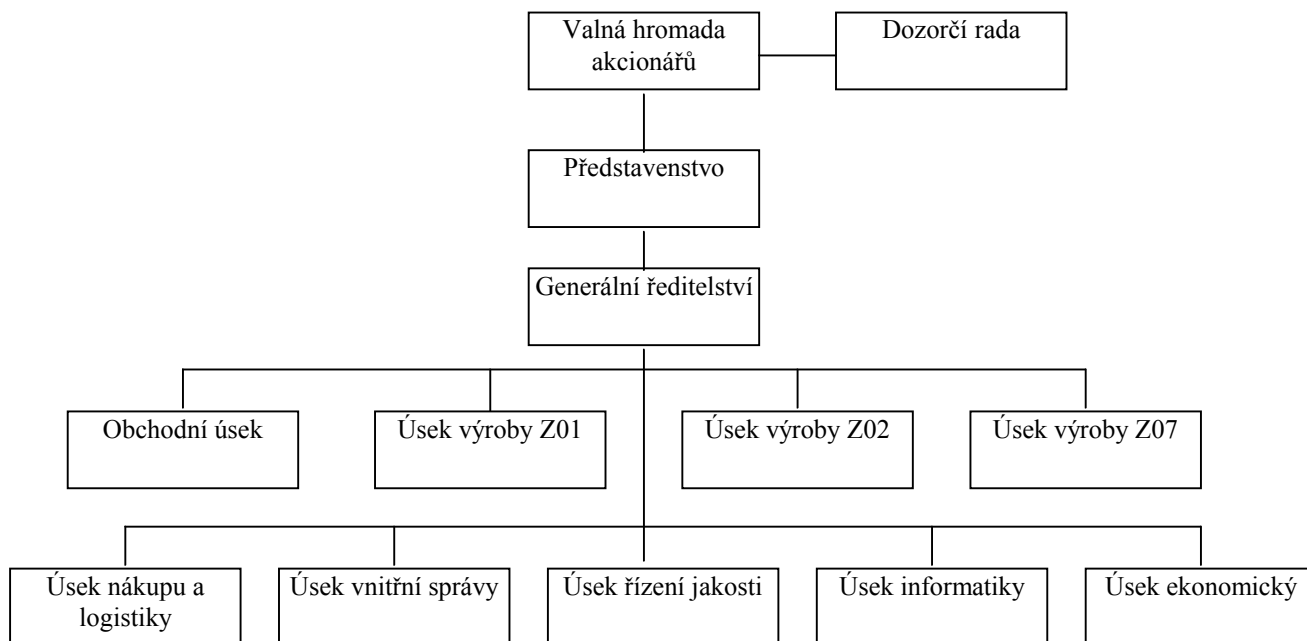 Valná hromada
akcionářů
Dozorčí rada
Představenstvo
Generální ředitelství
Obchodní úsek
Úsek výroby Z01
Úsek výroby Z02
Úsek výroby Z07
Úsek nákupu a
logistiky
Úsek vnitřní správy
Úsek řízení jakosti
Úsek informatiky
Úsek ekonomický